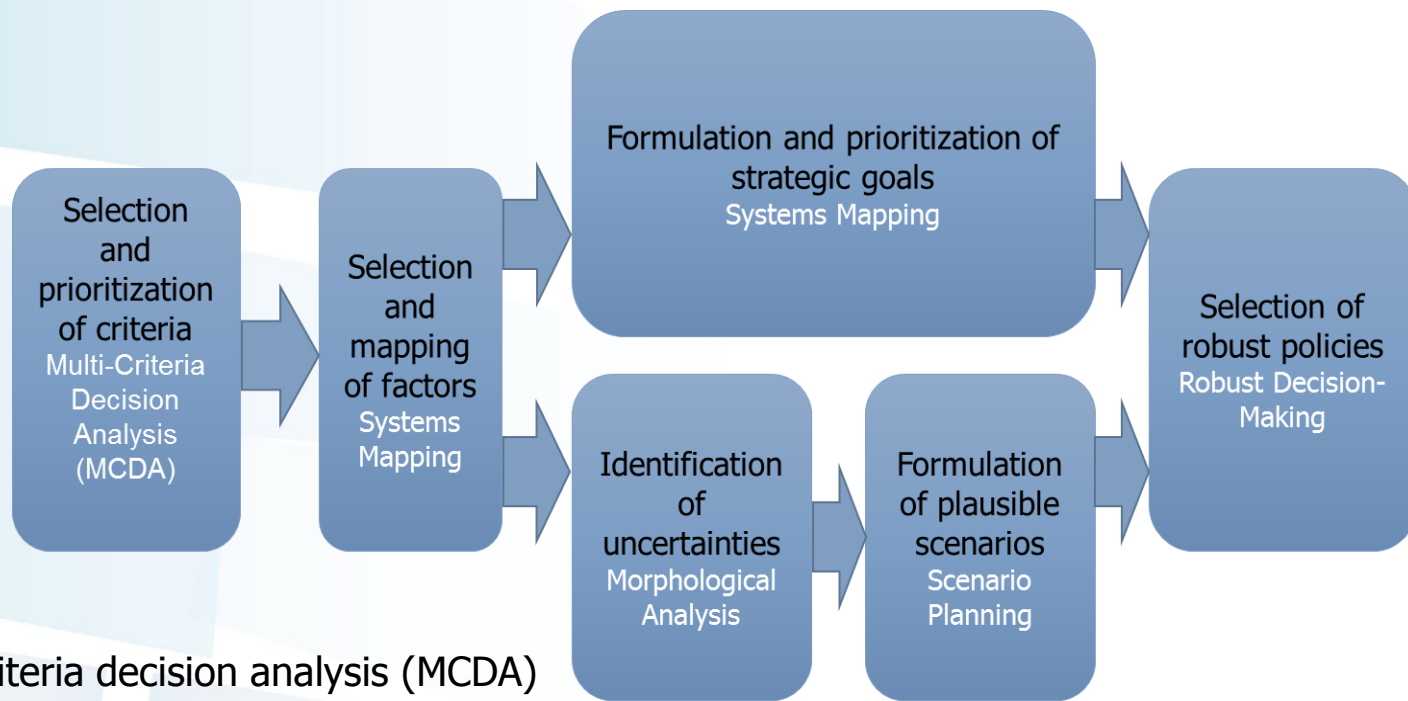 Selection
and
prioritization
of criteria
Multi-Criteria
Decision
Analysis
(MCDA)
Selection
and
mapping
of factors
Systems
Mapping
Formulation and prioritization of
strategic goals
Systems Mapping
Identification
of
uncertainties
Morphological
Analysis
Formulation
of plausible
scenarios
Scenario
Planning
Selection of
robust policies
Robust Decision-
Making
iteria decision analysis (MCDA)